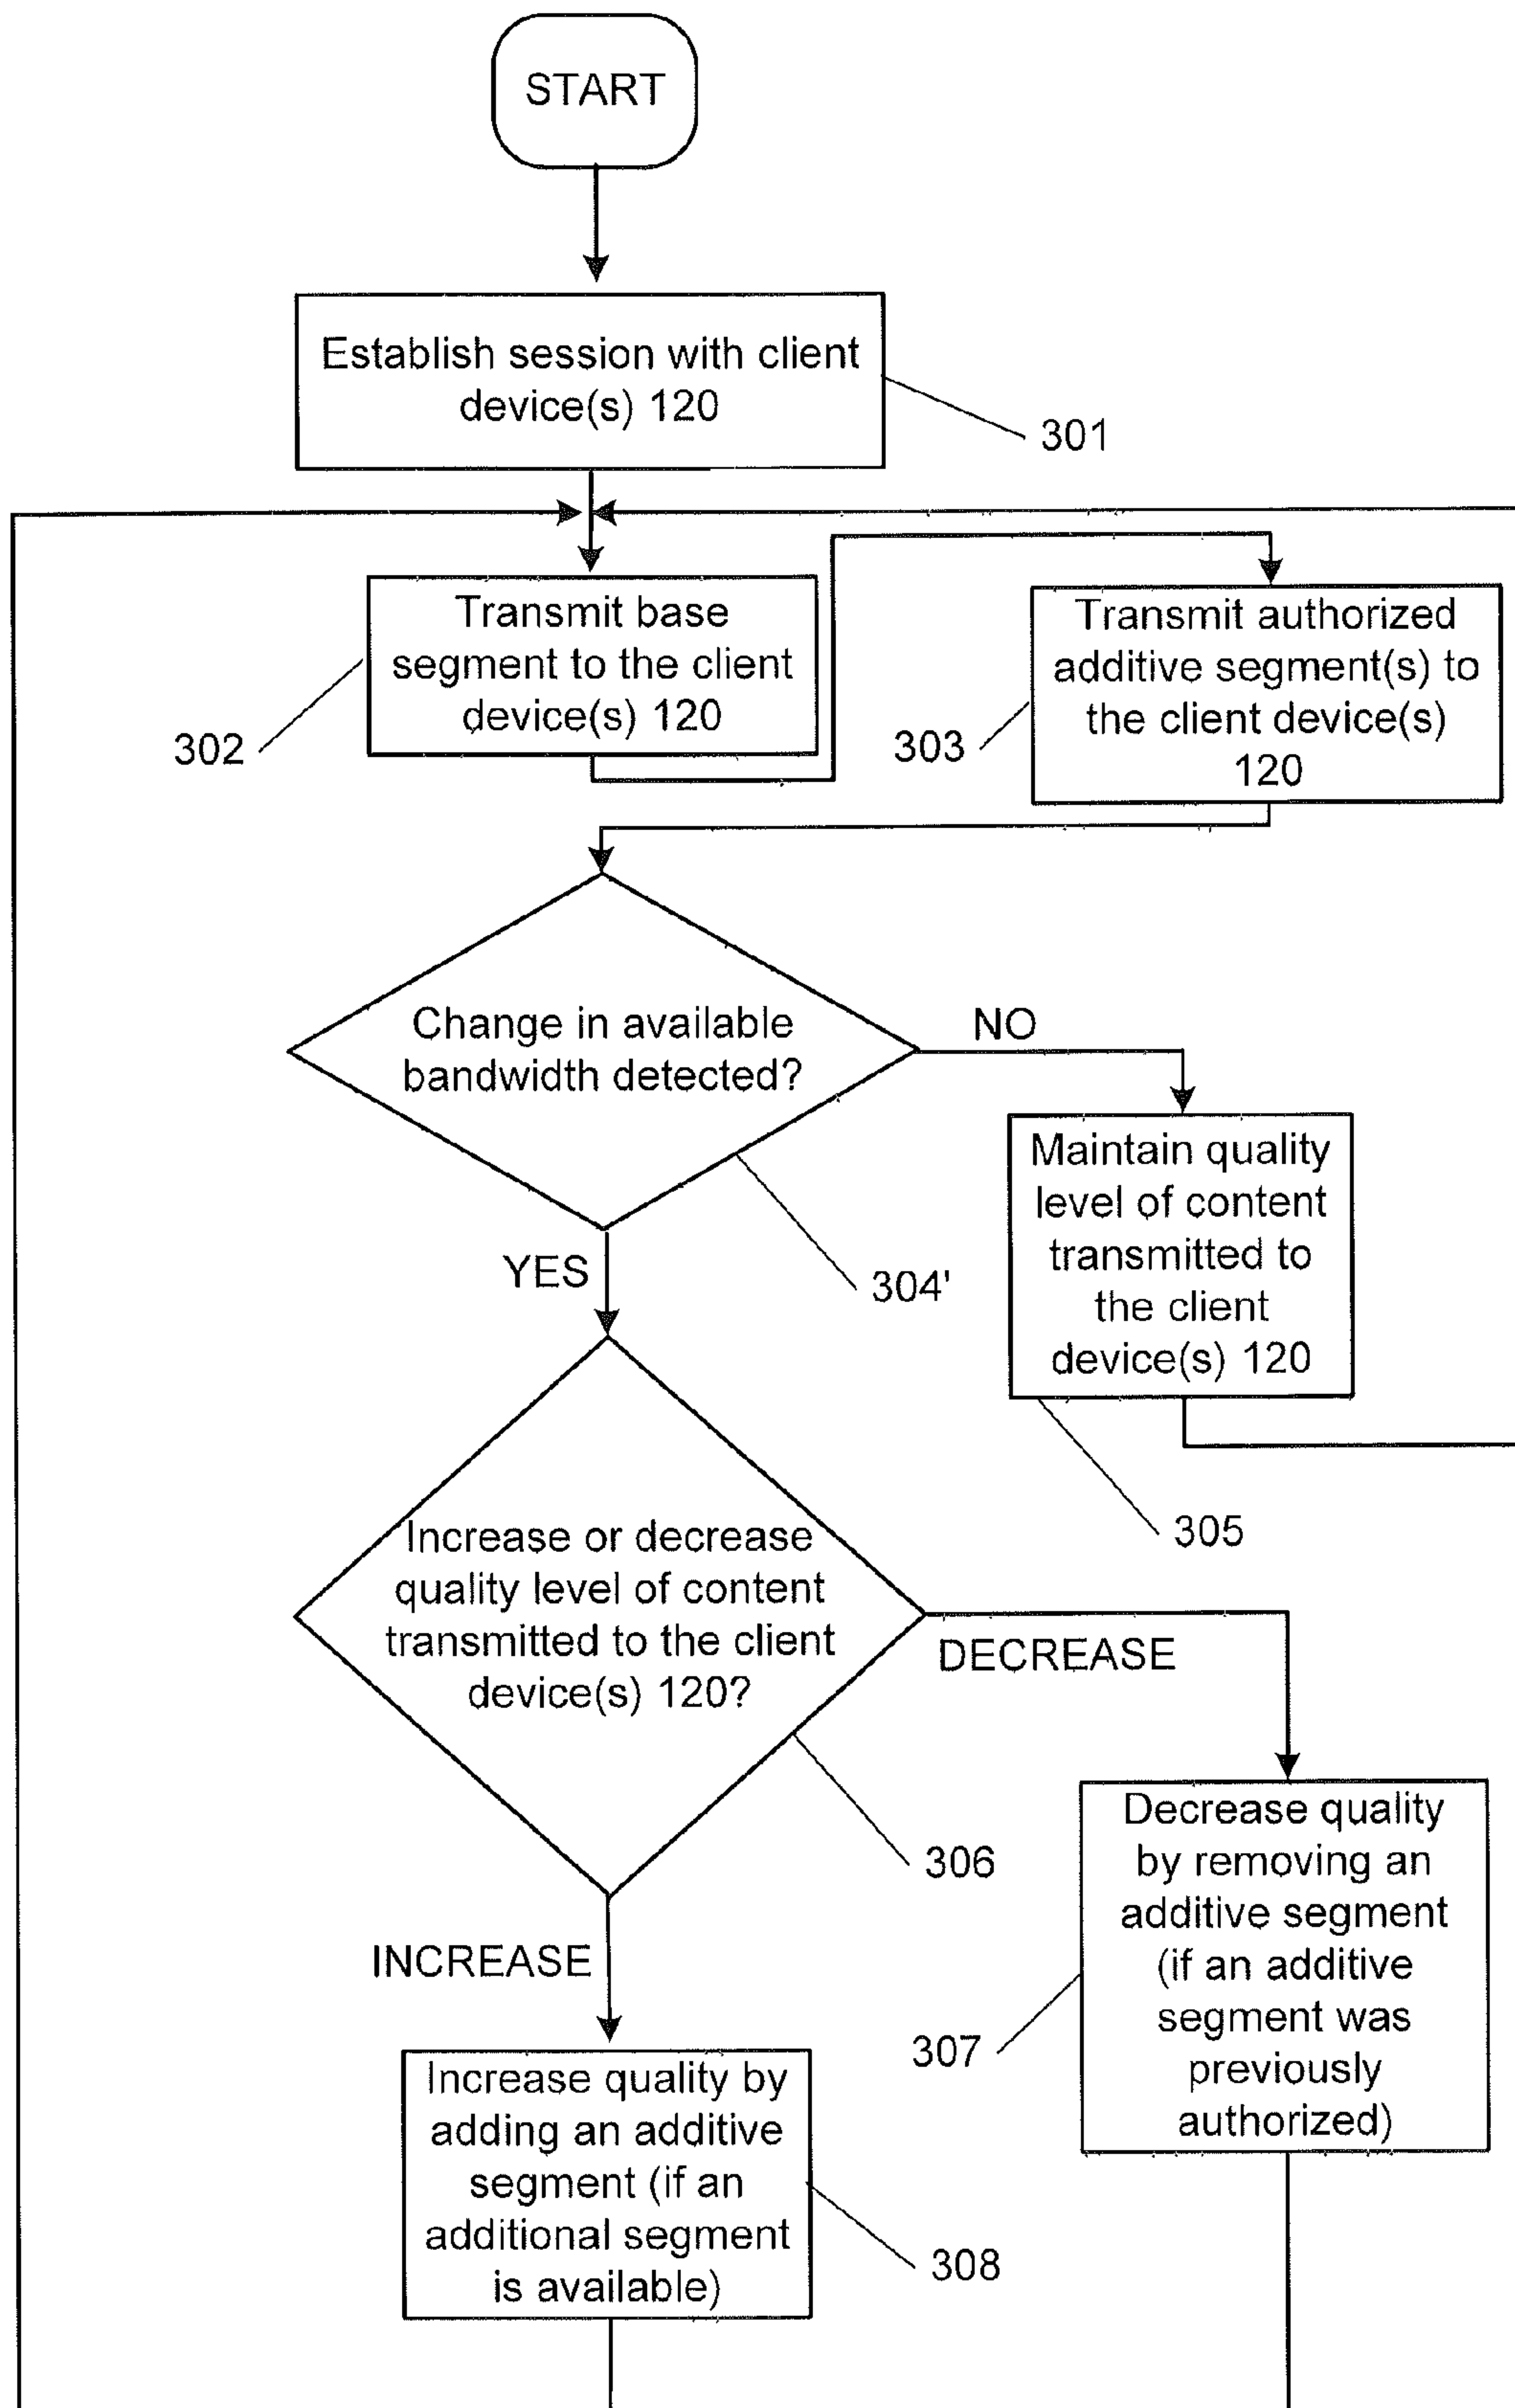 START
Establish session with client
device(s) 120
301
Transmit base
segment to the client
device(s) 120
302
Transmit authorized
additive segment(s) to
the client device(s)
120
303
Change in available
bandwidth detected?
NO
YES
304'
Maintain quality
level of content
transmitted to
the client
device(s) 120
305
Increase or decrease
quality level of content
transmitted to the client
device(s) 120?
DECREASE
306
INCREASE
Decrease quality
by removing an
additive segment
(if an additive
segment was
previously
authorized)
307
Increase quality by
adding an additive
segment (if an
additional segment
is available)
308